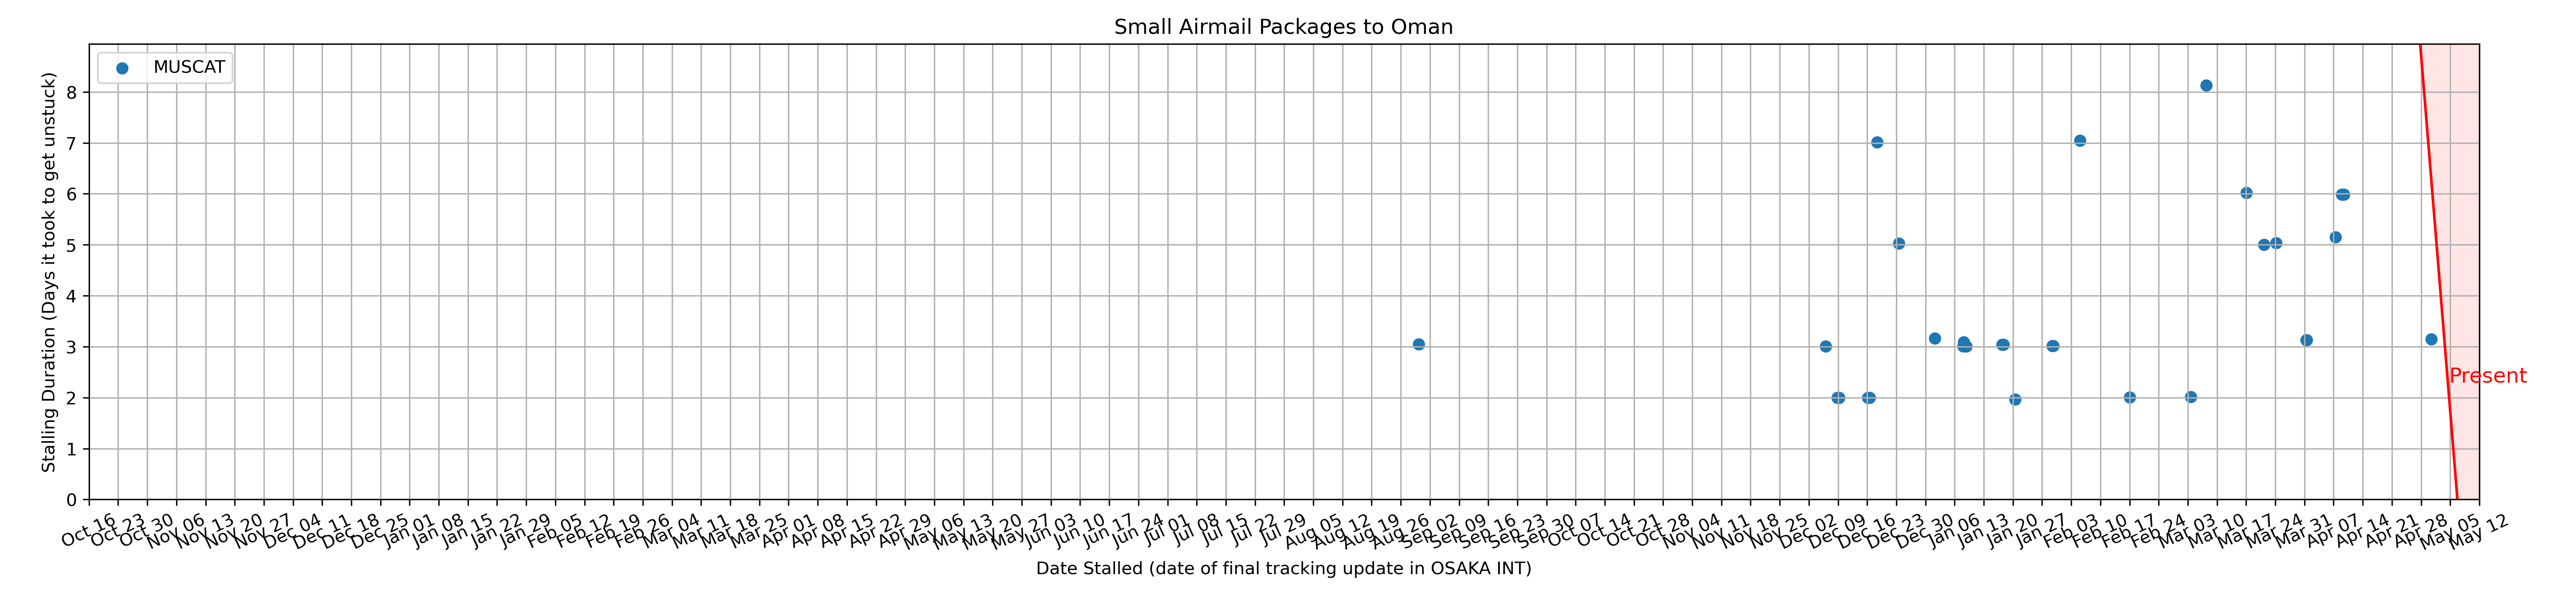 Small Airmail Packages to Oman
MUSCAT
Stalling Duration (Days it took to get unstuck)
8
7
6
5
4
3
2
1
0
Present
Oct 16 Oct 23 Oct 30 Nov 06 Nov 13 Nov 20 Nov 27 Dec 04 Dec 11 Dec 18 Dec 25 Jan 01 Jan 08 Jan 15 Jan 22 Jan 29 Feb 05 Feb 12 Feb 19 Feb 26 Mar 04 Mar 11 Mar 18 Mar 25 Apr 01 Apr 08 Apr 15 Apr 22 Apr 29 May 06 May 13 May 20 May 27 Jun 03 Jun 10 Jun 17 Jun 24 Jul 01 Jul 08 Jul 15 Jul 22 Jul 29 Aug 05 Aug 12 Aug 19 Aug 26 Sep 02 Sep 09 Sep 16 Sep 23 Sep 30 Oct 07 Oct 14 Oct 21 Oct 28 Nov 04 Nov 11 Nov 18 Nov 25 Dec 02 Dec 09 Dec 16 Dec 23 Dec 30 Jan 06 Jan 13 Jan 20 Jan 27 Feb 03 Feb 10 Feb 17 Feb 24 Mar 03 Mar 10 Mar 17 Mar 24 Mar 31 Apr 07 Apr 14 Apr 21 Apr 28 May 05 May 12
Date Stalled (date of final tracking update in OSAKA INT)